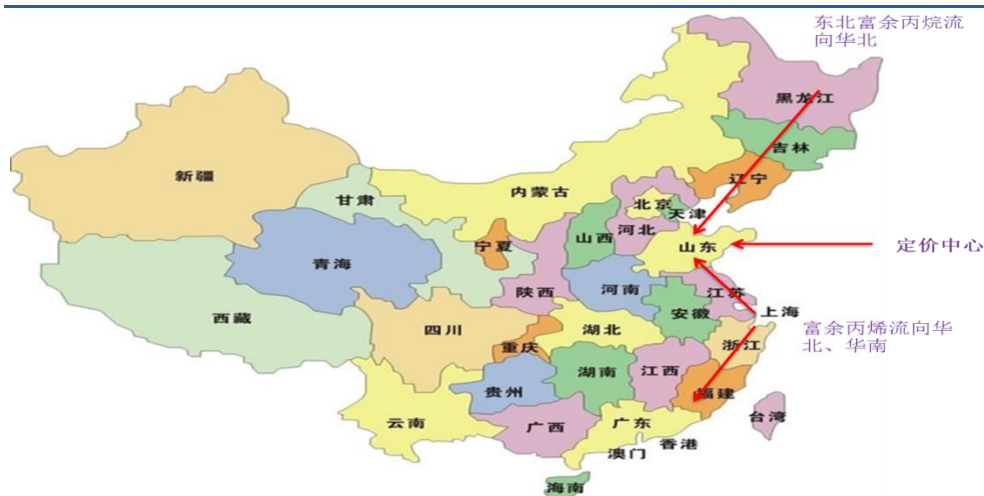 东北富余丙烷流
向华北
黑龙江
吉林
新疆
辽宁
内蒙古
甘肃
北京
天津
河北
山西
宁夏
山东
定价中心
青海
陕西
河南
江苏
西藏
安徽
上海
四川
湖北
富余丙烯流向华
北、华南
浙江
重庆
湖南
江西
贵州
福建
台湾
云南
广西
广东
香港
澳门
海南